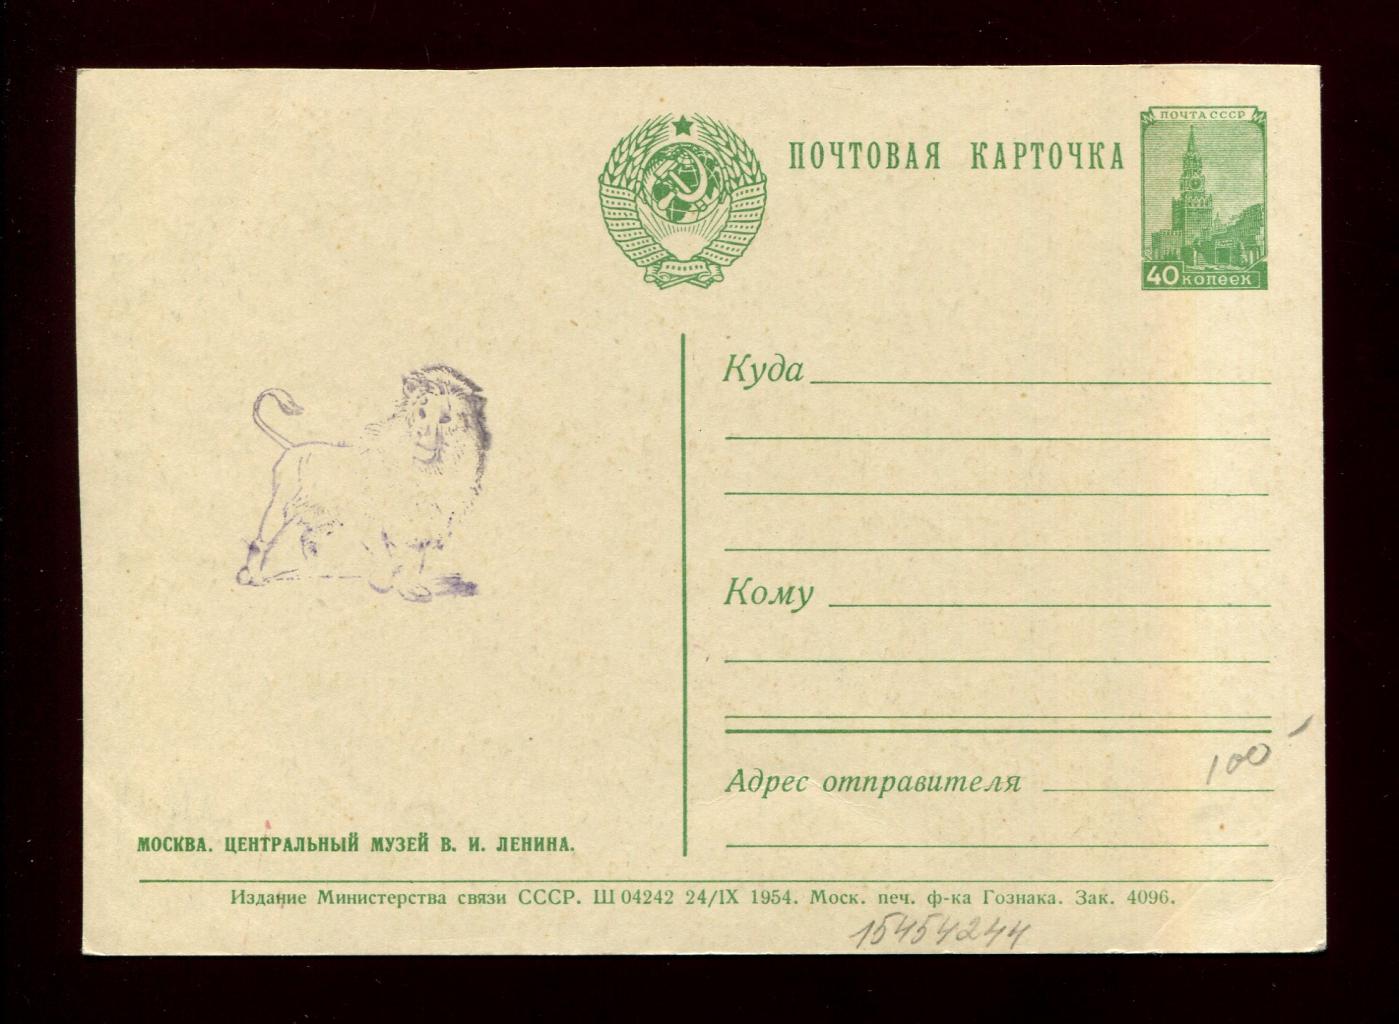 ПОЧТА СССР
ПОЧТОВАЯ КАРТОЧКА
40 КОПЕЕК
Куда
Кому
Адрес отправителя
100
МОСКВА. ЦЕНТРАЛЬНЫЙ МУЗЕЙ В. И. ЛЕНИНА.
Издание Министерства связи СССР. Ш 04242 24/IX 1954. Моск. печ. ф-ка Гознака. Зак. 4096.
15454244